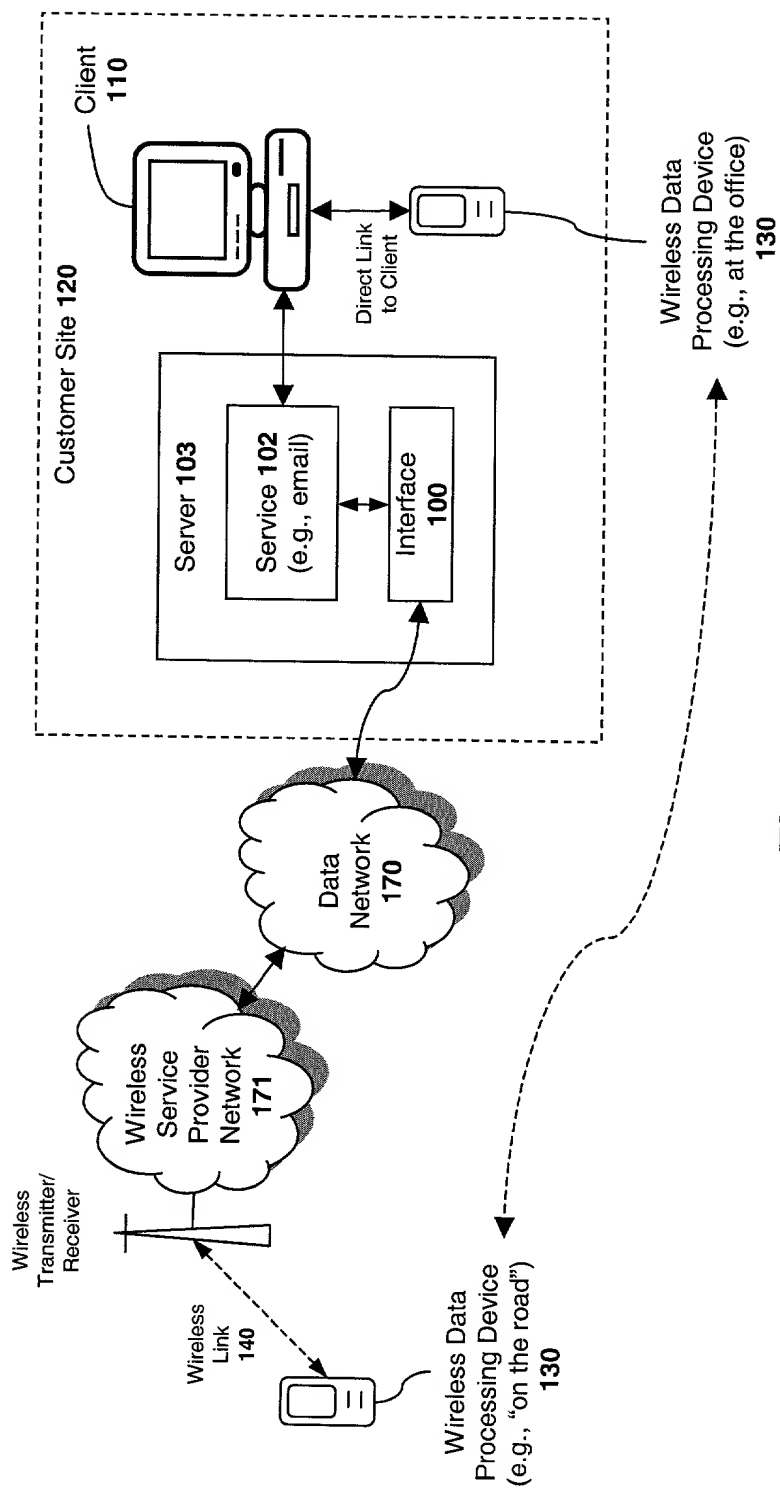 Wireless
Transmitter/
Receiver
Wireless
Link
140
Wireless
Service
Provider
Network
171
Data
Network
170
Customer Site 120
Server 103
Service 102
(e.g., email)
Interface
100
Client
110
Direct Link
to Client
Wireless Data
Processing Device
(e.g., "on the road")
130
Wireless Data
Processing Device
(e.g., at the office)
130